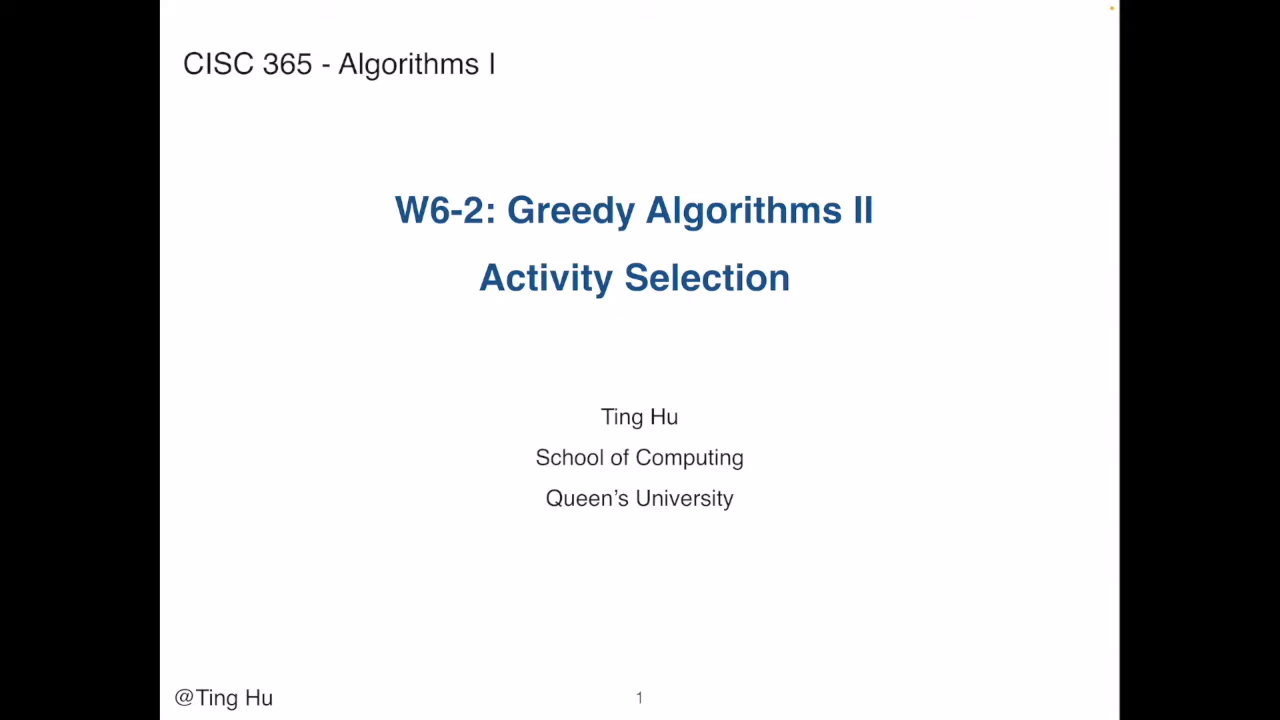 CISC 365 - Algorithms I
W6-2: Greedy Algorithms II
Activity Selection
Ting Hu
School of Computing
Queen’s University
@Ting Hu
1